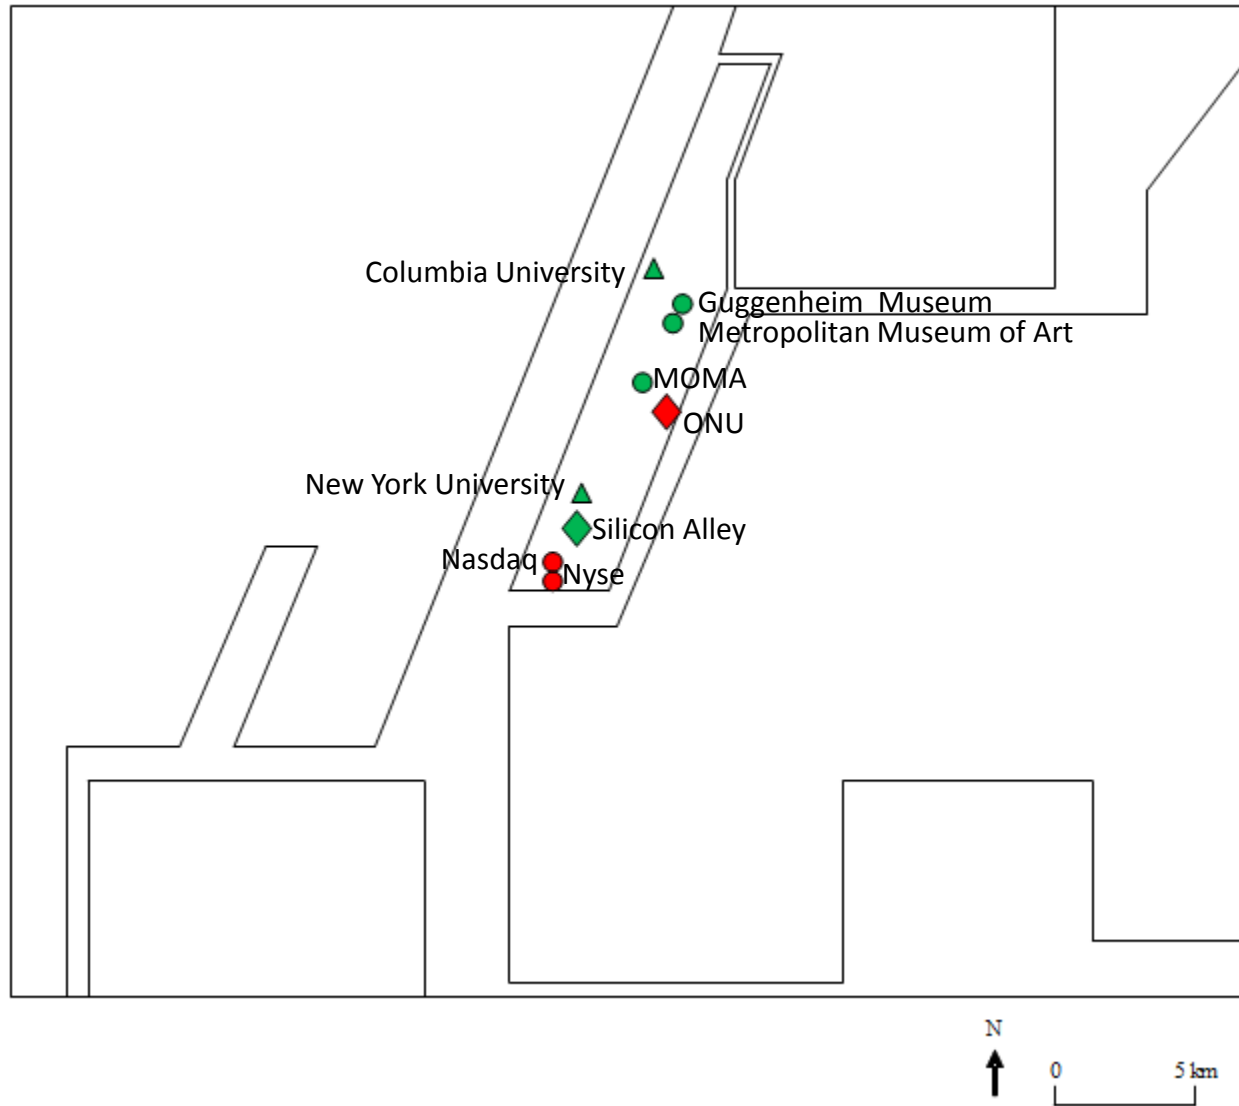 Columbia University
Guggenheim  Museum
Metropolitan Museum of Art
MOMA
ONU
New York University
Silicon Alley
Nasdaq
Nyse
N
0
5 km